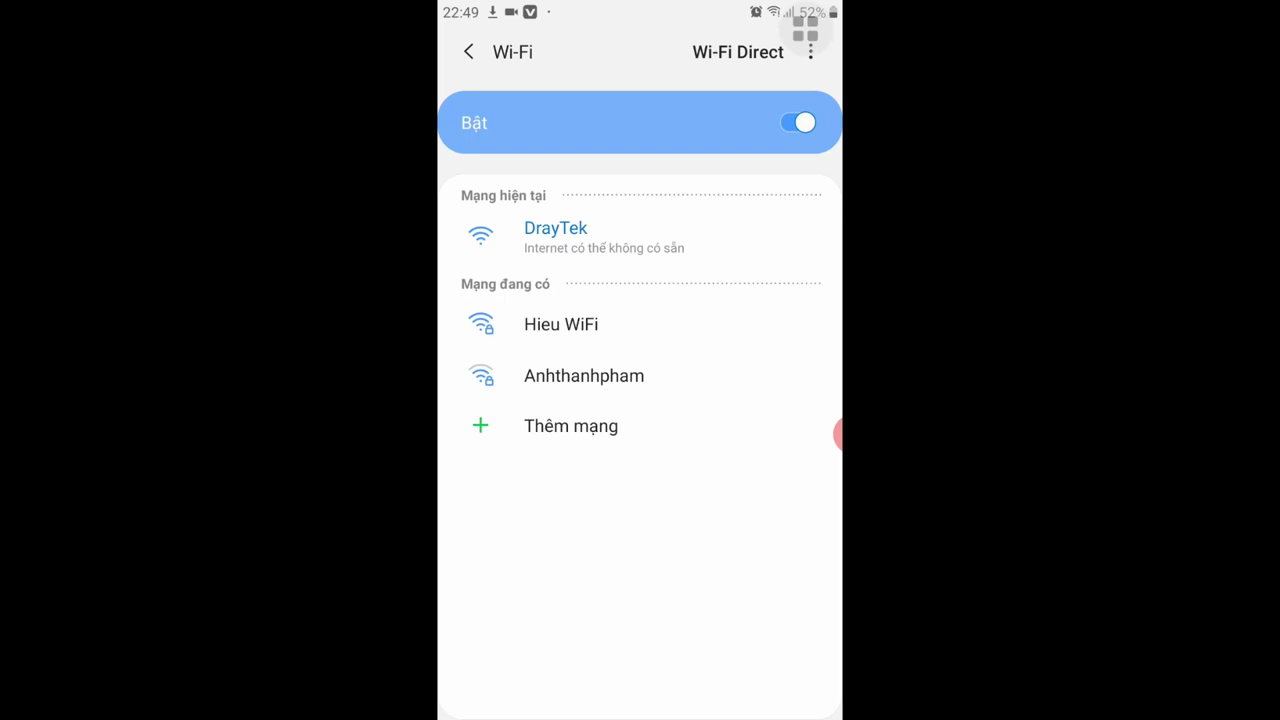 22:49 52%
Wi-Fi Wi-Fi Direct
Bật
Mạng hiện tại
DrayTek
Internet có thể không có sẵn
Mạng đang có
Hieu WiFi
Anhthanhpham
Thêm mạng